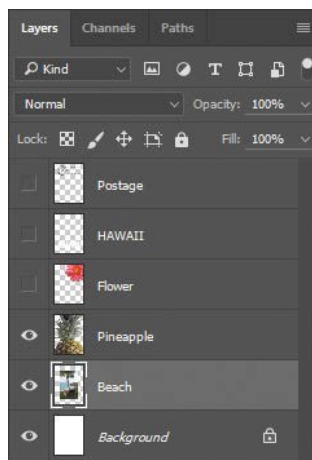 Layers Channels Paths
Kind
Normal Opacity: 100%
Lock: Fill: 100%
Postage
HAWAII
Flower
Pineapple
Beach
Background